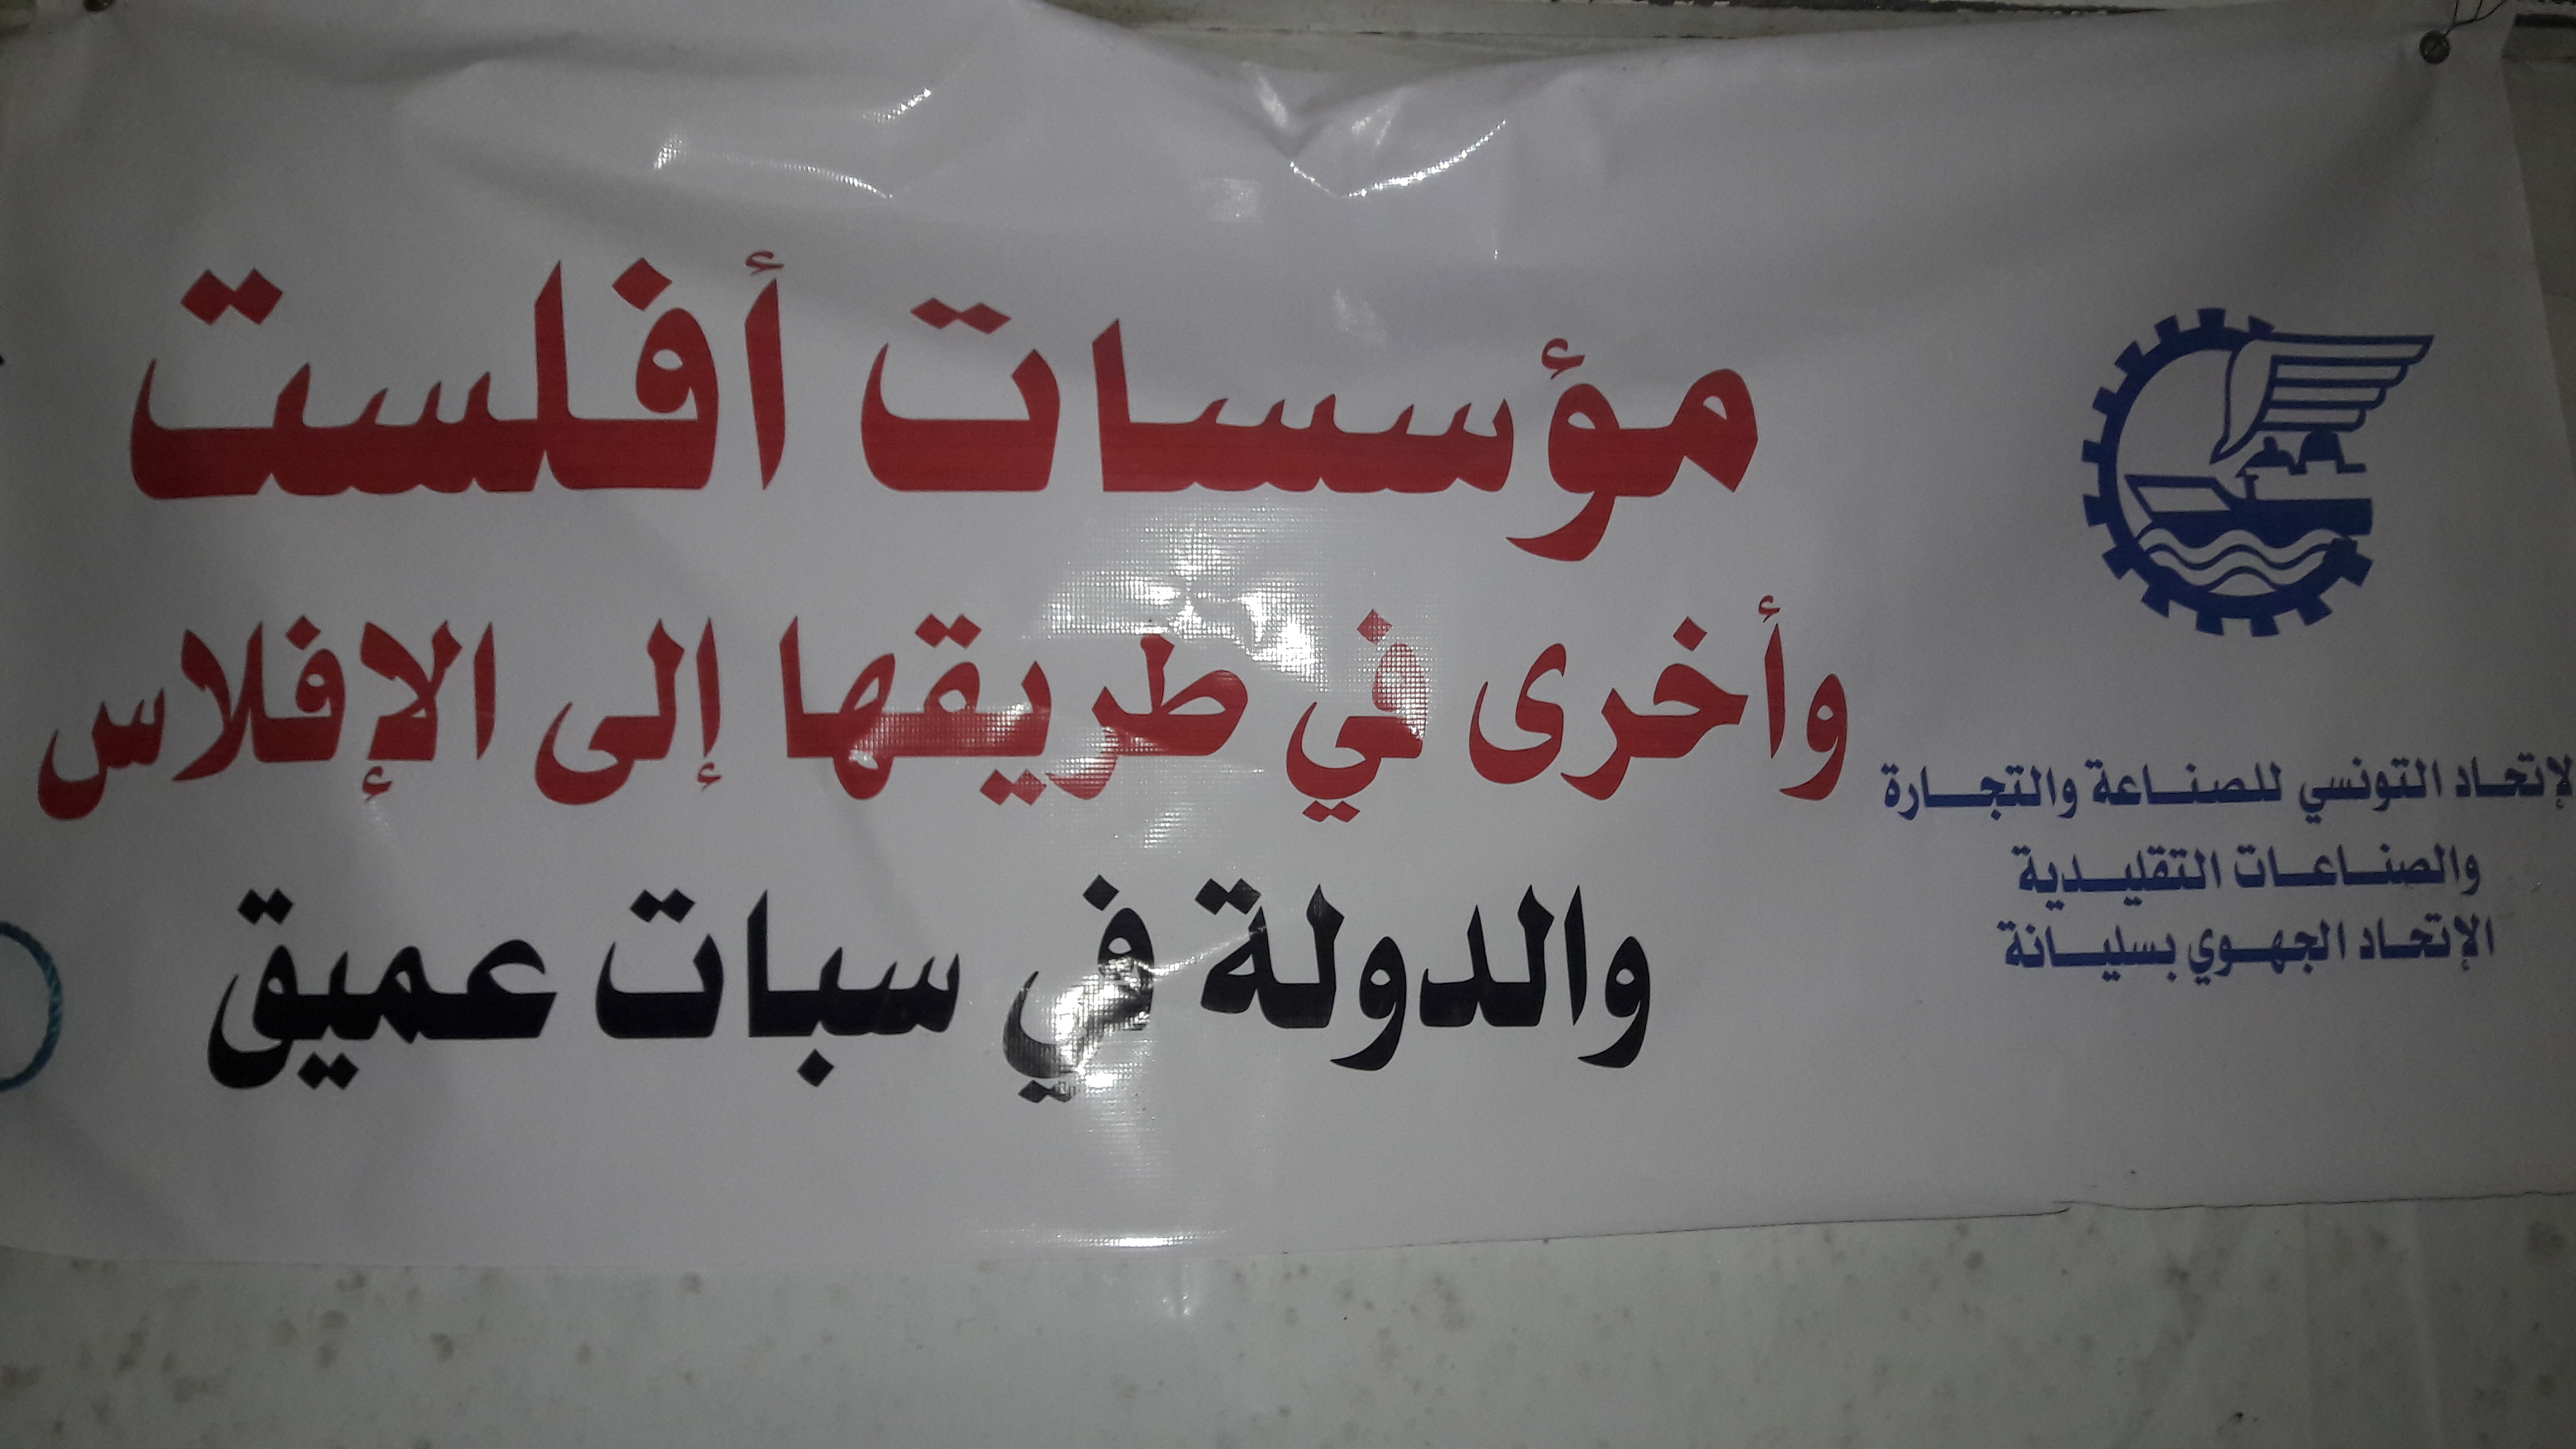 مؤسسات أفلست
وأخرى في طريقها إلى الإفلاس
والدولة في سبات عميق
لإتحاد التونسي للصناعة والتجارة
والصناعات التقليدية
الإتحاد الجهوي بسليانة